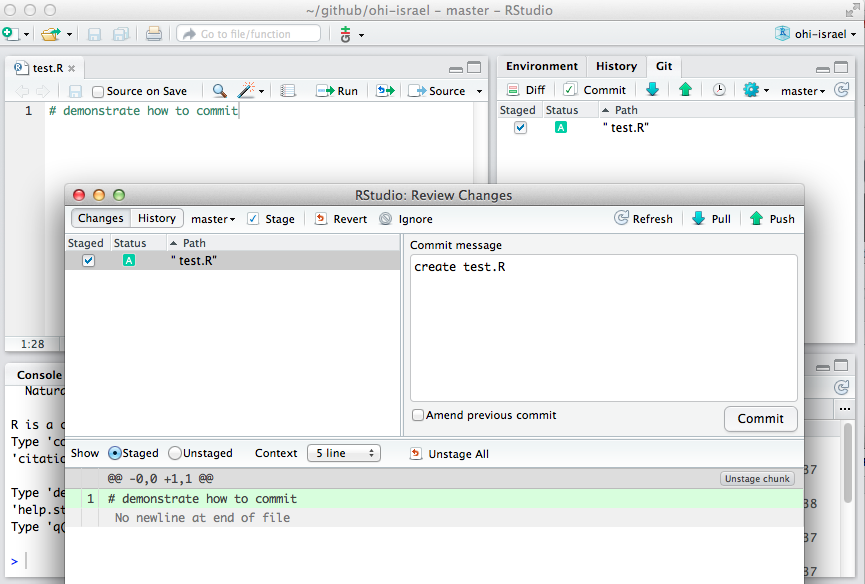 ~/github/ohi-israel – master – RStudio
Go to file/function
ohi-israel
test.R
Source on Save
Run
Source
1 # demonstrate how to commit
1:28
Environment History Git
Diff Commit master
Staged Status Path
A " test.R"
RStudio: Review Changes
Changes History master Stage Revert Ignore Refresh Pull Push
Staged Status Path
A " test.R"
Commit message
create test.R
Amend previous commit
Commit
Show Staged Unstaged Context 5 line Unstage All
@@ -0,0 +1,1 @@ Unstage chunk
1 # demonstrate how to commit
No newline at end of file
Console
Natura
R is a c
Type 'co
'citatio
Type 'de
'help.st
Type 'q(
>
37
38
37
37